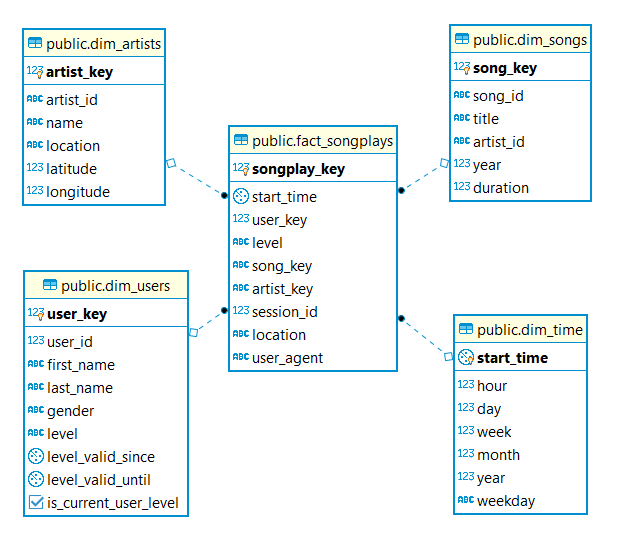 public.dim_artists
123 artist_key
ABC artist_id
ABC name
ABC location
123 latitude
123 longitude
public.dim_songs
123 song_key
ABC song_id
ABC title
ABC artist_id
123 year
123 duration
public.fact_songplays
123 songplay_key
start_time
123 user_key
ABC level
ABC song_key
ABC artist_key
123 session_id
ABC location
ABC user_agent
public.dim_users
123 user_key
123 user_id
ABC first_name
ABC last_name
ABC gender
ABC level
level_valid_since
level_valid_until
is_current_user_level
public.dim_time
start_time
123 hour
123 day
123 week
123 month
123 year
ABC weekday